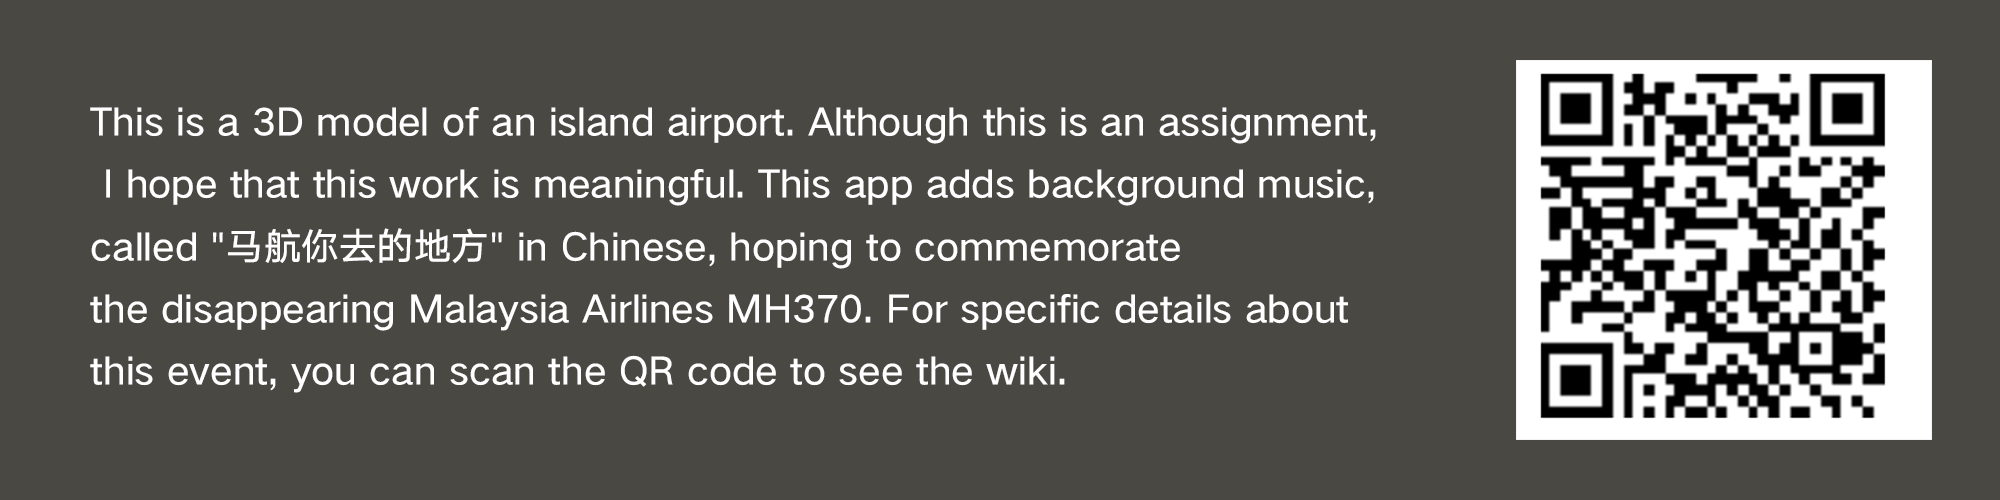 This is a 3D model of an island airport. Although this is an assignment,
I hope that this work is meaningful. This app adds background music,
called "马航你去的地方" in Chinese, hoping to commemorate
the disappearing Malaysia Airlines MH370. For specific details about
this event, you can scan the QR code to see the wiki.